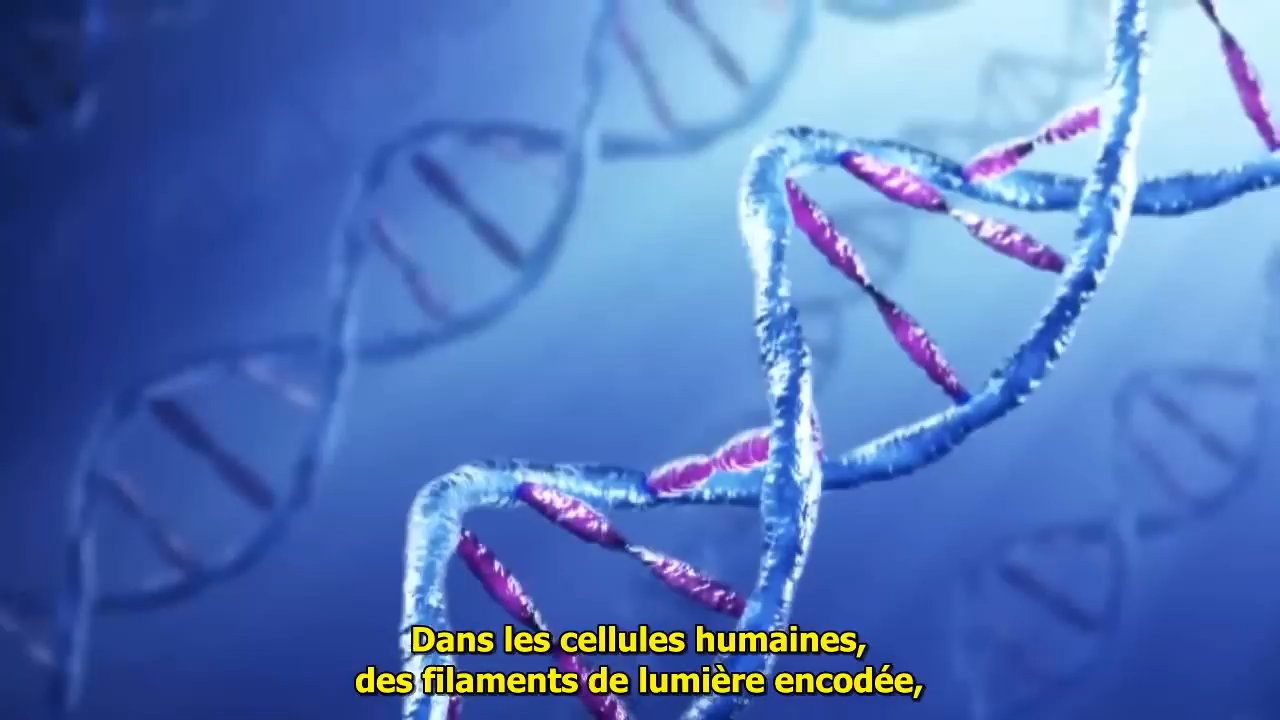 Dans les cellules humaines,
des filaments de lumière encodée,